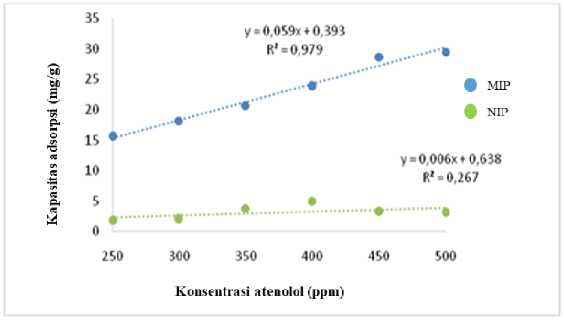 35
30
25
20
15
10
5
0
Kapasitas adsorpsi (mg/g)
y = 0,059x + 0,393
R² = 0,979
MIP
NIP
y = 0,006x + 0,638
R² = 0,267
250 300 350 400 450 500
Konsentrasi atenolol (ppm)